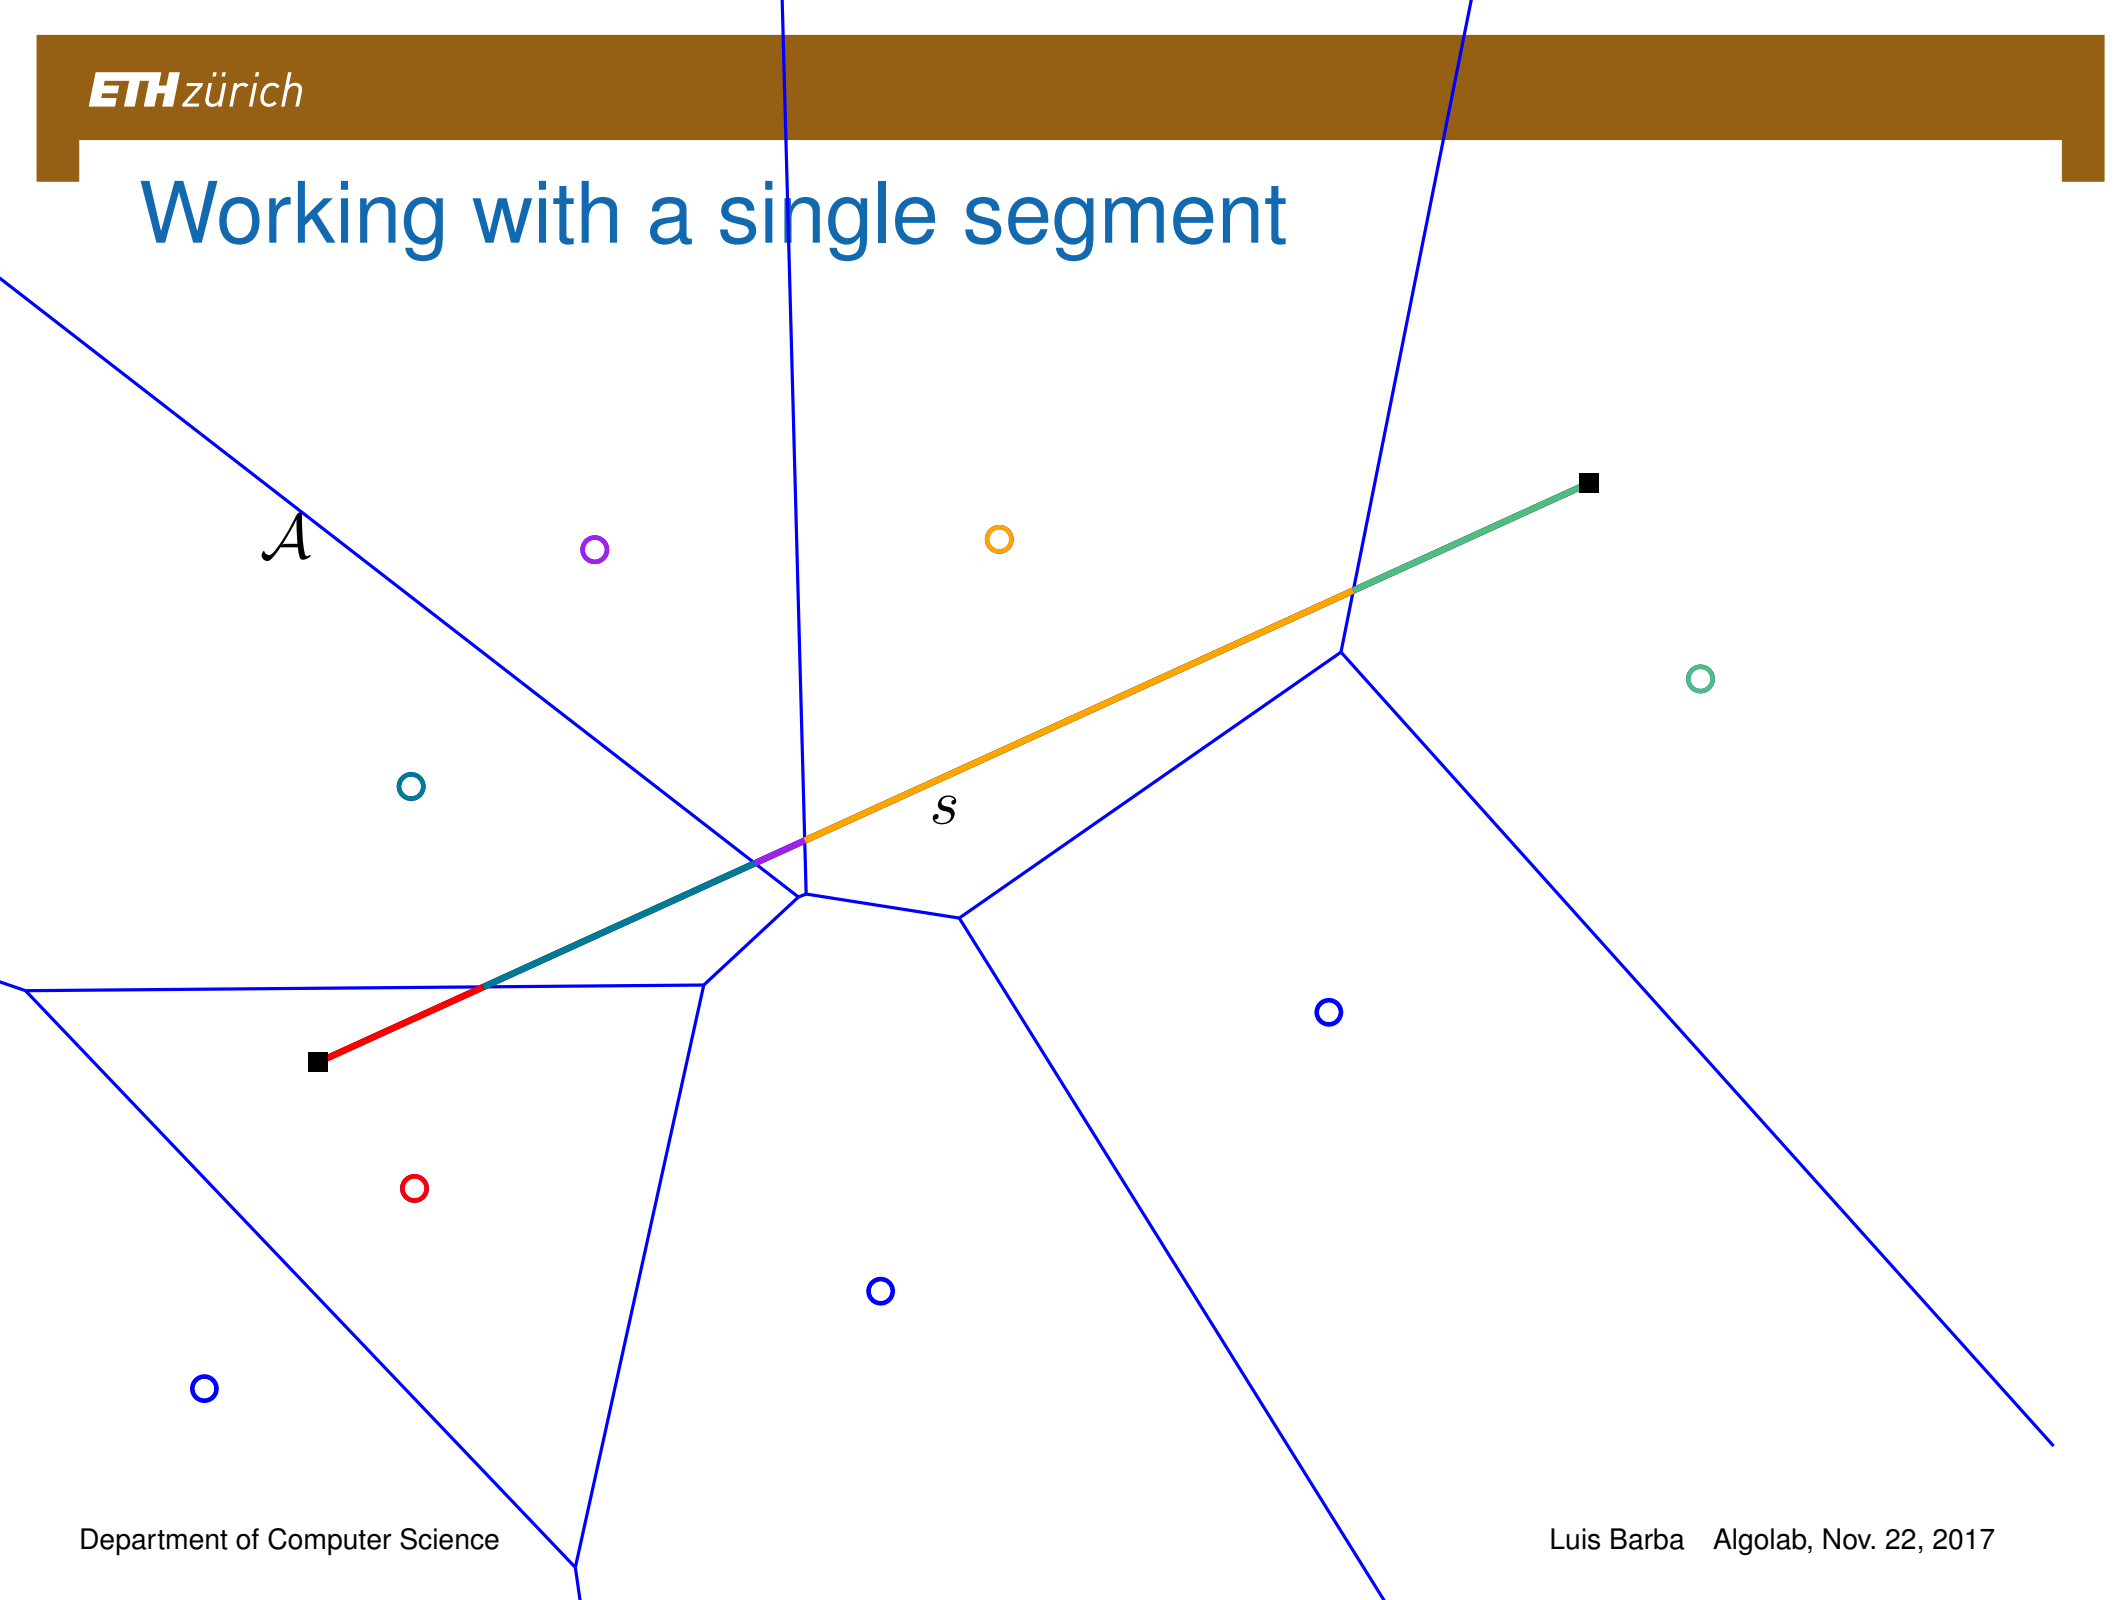 ETH zürich
Working with a single segment
𝒜
s
Department of Computer Science
Luis Barba Algolab, Nov. 22, 2017